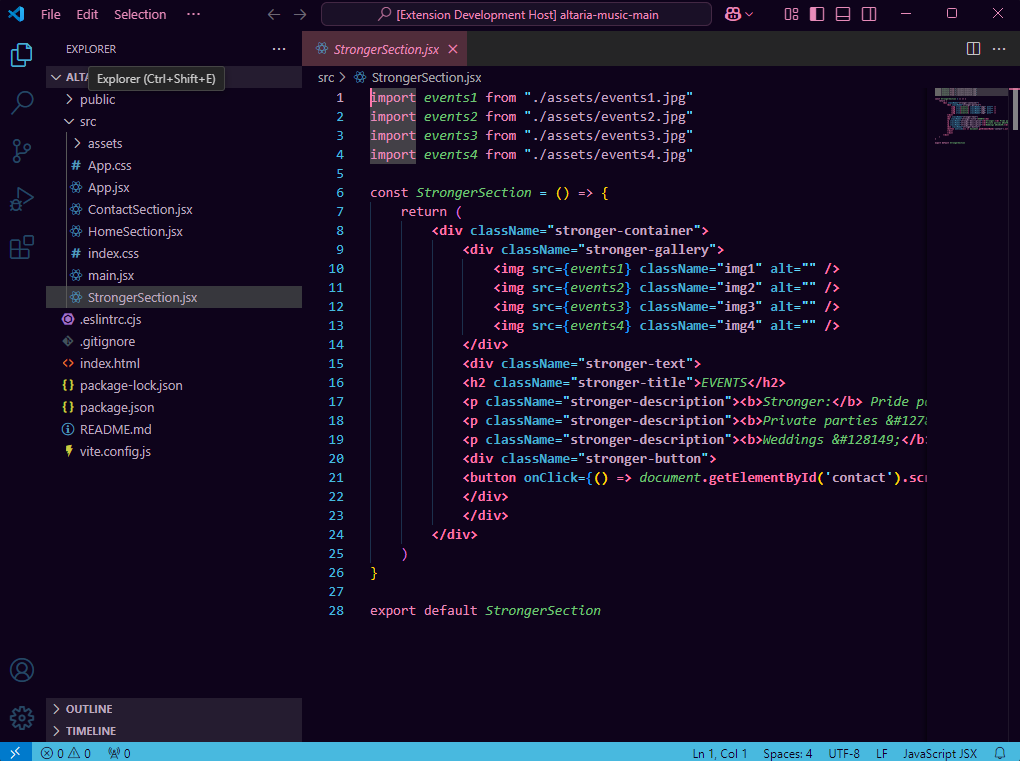 File Edit Selection ··· [Extension Development Host] altaria-music-main
EXPLORER ···
StrongerSection.jsx
Explorer (Ctrl+Shift+E)
public
src
assets
# App.css
App.jsx
ContactSection.jsx
HomeSection.jsx
# index.css
main.jsx
StrongerSection.jsx
.eslintrc.cjs
.gitignore
<> index.html
{} package-lock.json
{} package.json
README.md
vite.config.js
OUTLINE
TIMELINE
src > StrongerSection.jsx
1 import events1 from "./assets/events1.jpg"
2 import events2 from "./assets/events2.jpg"
3 import events3 from "./assets/events3.jpg"
4 import events4 from "./assets/events4.jpg"
5
6 const StrongerSection = () => {
7 return (
8 <div className="stronger-container">
9 <div className="stronger-gallery">
10 <img src={events1} className="img1" alt="" />
11 <img src={events2} className="img2" alt="" />
12 <img src={events3} className="img3" alt="" />
13 <img src={events4} className="img4" alt="" />
14 </div>
15 <div className="stronger-text">
16 <h2 className="stronger-title">EVENTS</h2>
17 <p className="stronger-description"><b>Stronger:</b> Pride
18 <p className="stronger-description"><b>Private parties &#1278
19 <p className="stronger-description"><b>Weddings &#128149;</b
20 <div className="stronger-button">
21 <button onClick={() => document.getElementById('contact').scr
22 </div>
23 </div>
24 </div>
25 )
26 }
27
28 export default StrongerSection
0 0 0 Ln 1, Col 1 Spaces: 4 UTF-8 LF JavaScript JSX